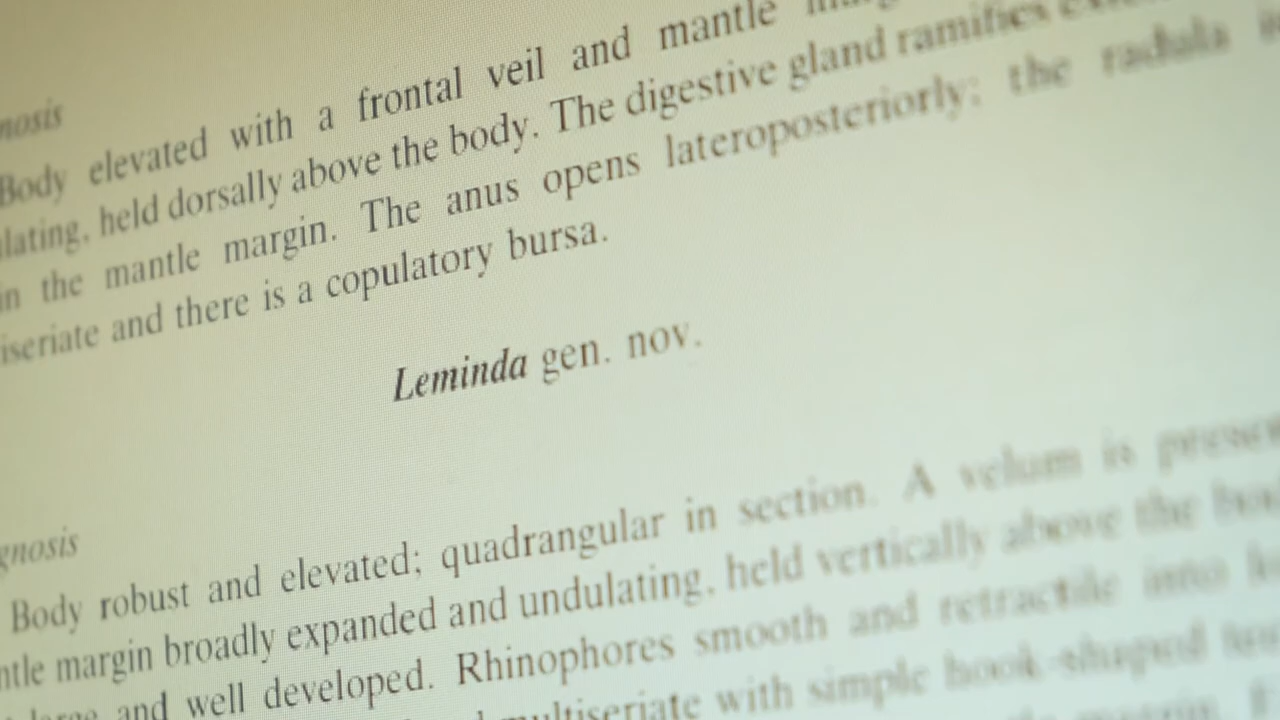 nosis
Body elevated with a frontal veil and mantle
lating, held dorsally above the body. The digestive gland ramifies
in the mantle margin. The anus opens lateroposteriorly; the radula
iseriate and there is a copulatory bursa.
Leminda gen. nov.
gnosis
Body robust and elevated; quadrangular in section. A velum is
ntle margin broadly expanded and undulating, held vertically above the
and well developed. Rhinophores smooth and retractile into
multiseriate with simple hook-shaped